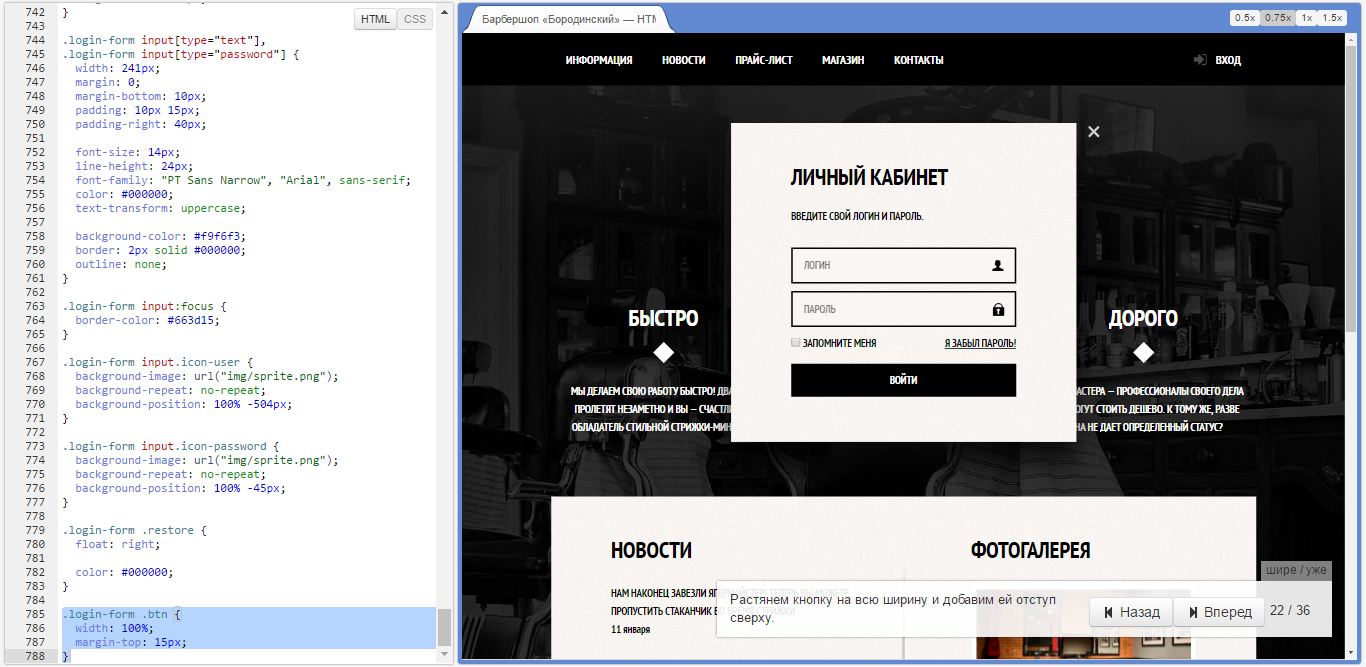 HTML CSS
742 }
743
744 .login-form input[type="text"],
745 .login-form input[type="password"] {
746 width: 241px;
747 margin: 0;
748 margin-bottom: 10px;
749 padding: 10px 15px;
750 padding-right: 40px;
751
752 font-size: 14px;
753 line-height: 24px;
754 font-family: "PT Sans Narrow", "Arial", sans-serif;
755 color: #000000;
756 text-transform: uppercase;
757
758 background-color: #f9f6f3;
759 border: 2px solid #000000;
760 outline: none;
761 }
762
763 .login-form input:focus {
764 border-color: #663d15;
765 }
766
767 .login-form input.icon-user {
768 background-image: url("img/sprite.png");
769 background-repeat: no-repeat;
770 background-position: 100% -504px;
771 }
772
773 .login-form input.icon-password {
774 background-image: url("img/sprite.png");
775 background-repeat: no-repeat;
776 background-position: 100% -45px;
777 }
778
779 .login-form .restore {
780 float: right;
781
782 color: #000000;
783 }
784
785 .login-form .btn {
786 width: 100%;
787 margin-top: 15px;
788 }
Барбершоп «Бородинский» — HTM
0.5x 0.75x 1x 1.5x
ИНФОРМАЦИЯ НОВОСТИ ПРАЙС-ЛИСТ МАГАЗИН КОНТАКТЫ ВХОД
ЛИЧНЫЙ КАБИНЕТ
ВВЕДИТЕ СВОЙ ЛОГИН И ПАРОЛЬ.
ЛОГИН
ПАРОЛЬ
ЗАПОМНИТЕ МЕНЯ Я ЗАБЫЛ ПАРОЛЬ!
ВОЙТИ
БЫСТРО
МЫ ДЕЛАЕМ СВОЮ РАБОТУ БЫСТРО! ДВА
ПРОЛЕТЯТ НЕЗАМЕТНО И ВЫ — СЧАСТЛИ
ОБЛАДАТЕЛЬ СТИЛЬНОЙ СТРИЖКИ-МИН
ДОРОГО
АСТЕРА — ПРОФЕССИОНАЛЫ СВОЕГО ДЕЛА
ОГУТ СТОИТЬ ДЕШЕВО. К ТОМУ ЖЕ, РАЗВЕ
НА НЕ ДАЕТ ОПРЕДЕЛЕННЫЙ СТАТУС?
НОВОСТИ
НАМ НАКОНЕЦ ЗАВЕЗЛИ ЯГЕРМАЙСТЕР! ТЕПЕРЬ ВЫ МОЖЕТЕ
ПРОПУСТИТЬ СТАКАНЧИК ВО ВРЕМЯ СТРИЖКИ
11 января
ФОТОГАЛЕРЕЯ
шире / уже
Растянем кнопку на всю ширину и добавим ей отступ
сверху.
Назад Вперед 22 / 36